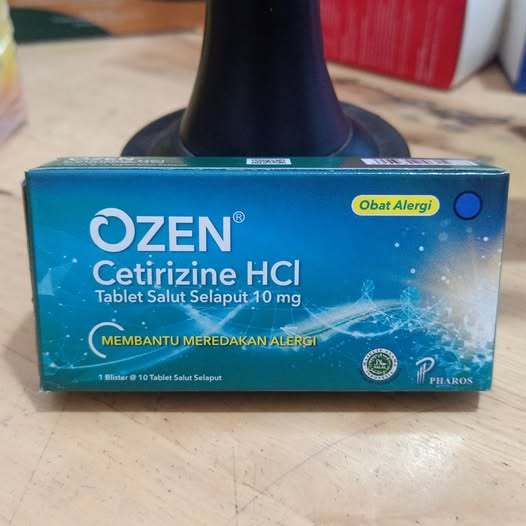 OZEN®
Obat Alergi
Cetirizine HCl
Tablet Salut Selaput 10 mg
MEMBANTU MEREDAKAN ALERGI
1 Blister @ 10 Tablet Salut Selaput
HALAL
PHAROS